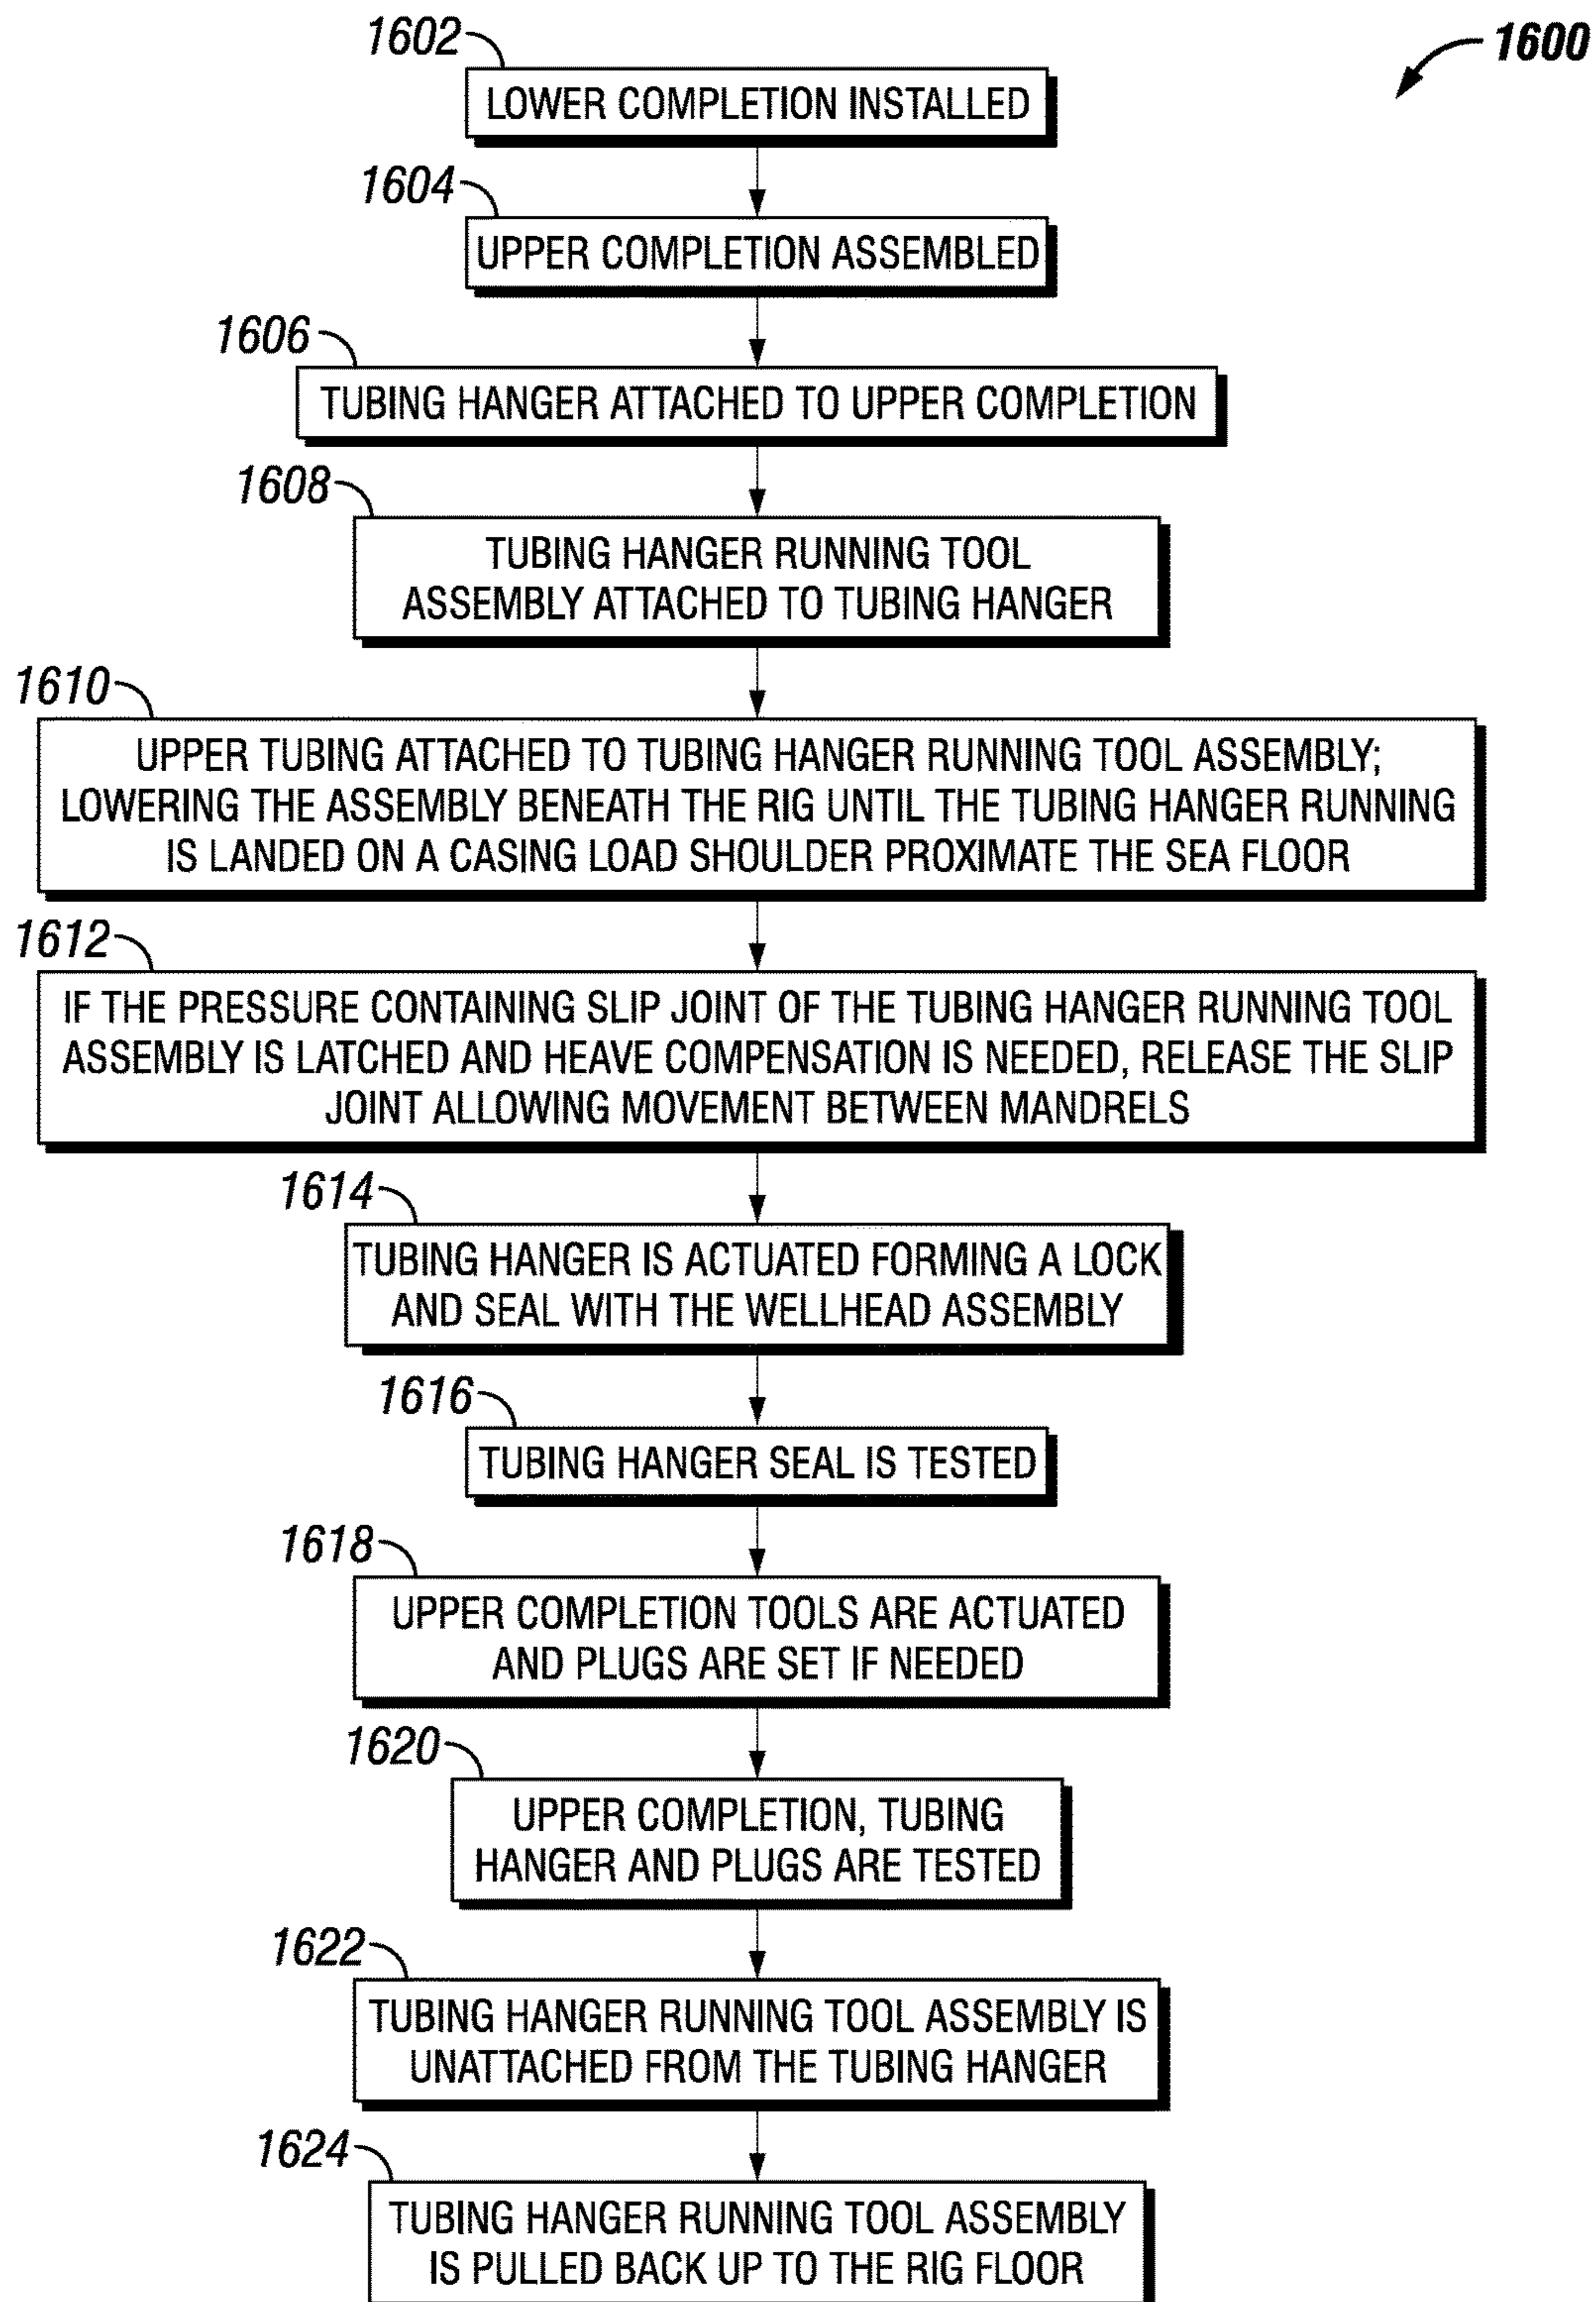 1600
1602
LOWER COMPLETION INSTALLED
1604
UPPER COMPLETION ASSEMBLED
1606
TUBING HANGER ATTACHED TO UPPER COMPLETION
1608
TUBING HANGER RUNNING TOOL
ASSEMBLY ATTACHED TO TUBING HANGER
1610
UPPER TUBING ATTACHED TO TUBING HANGER RUNNING TOOL ASSEMBLY;
LOWERING THE ASSEMBLY BENEATH THE RIG UNTIL THE TUBING HANGER RUNNING
IS LANDED ON A CASING LOAD SHOULDER PROXIMATE THE SEA FLOOR
1612
IF THE PRESSURE CONTAINING SLIP JOINT OF THE TUBING HANGER RUNNING TOOL
ASSEMBLY IS LATCHED AND HEAVE COMPENSATION IS NEEDED, RELEASE THE SLIP
JOINT ALLOWING MOVEMENT BETWEEN MANDRELS
1614
TUBING HANGER IS ACTUATED FORMING A LOCK
AND SEAL WITH THE WELLHEAD ASSEMBLY
1616
TUBING HANGER SEAL IS TESTED
1618
UPPER COMPLETION TOOLS ARE ACTUATED
AND PLUGS ARE SET IF NEEDED
1620
UPPER COMPLETION, TUBING
HANGER AND PLUGS ARE TESTED
1622
TUBING HANGER RUNNING TOOL ASSEMBLY IS
UNATTACHED FROM THE TUBING HANGER
1624
TUBING HANGER RUNNING TOOL ASSEMBLY
IS PULLED BACK UP TO THE RIG FLOOR